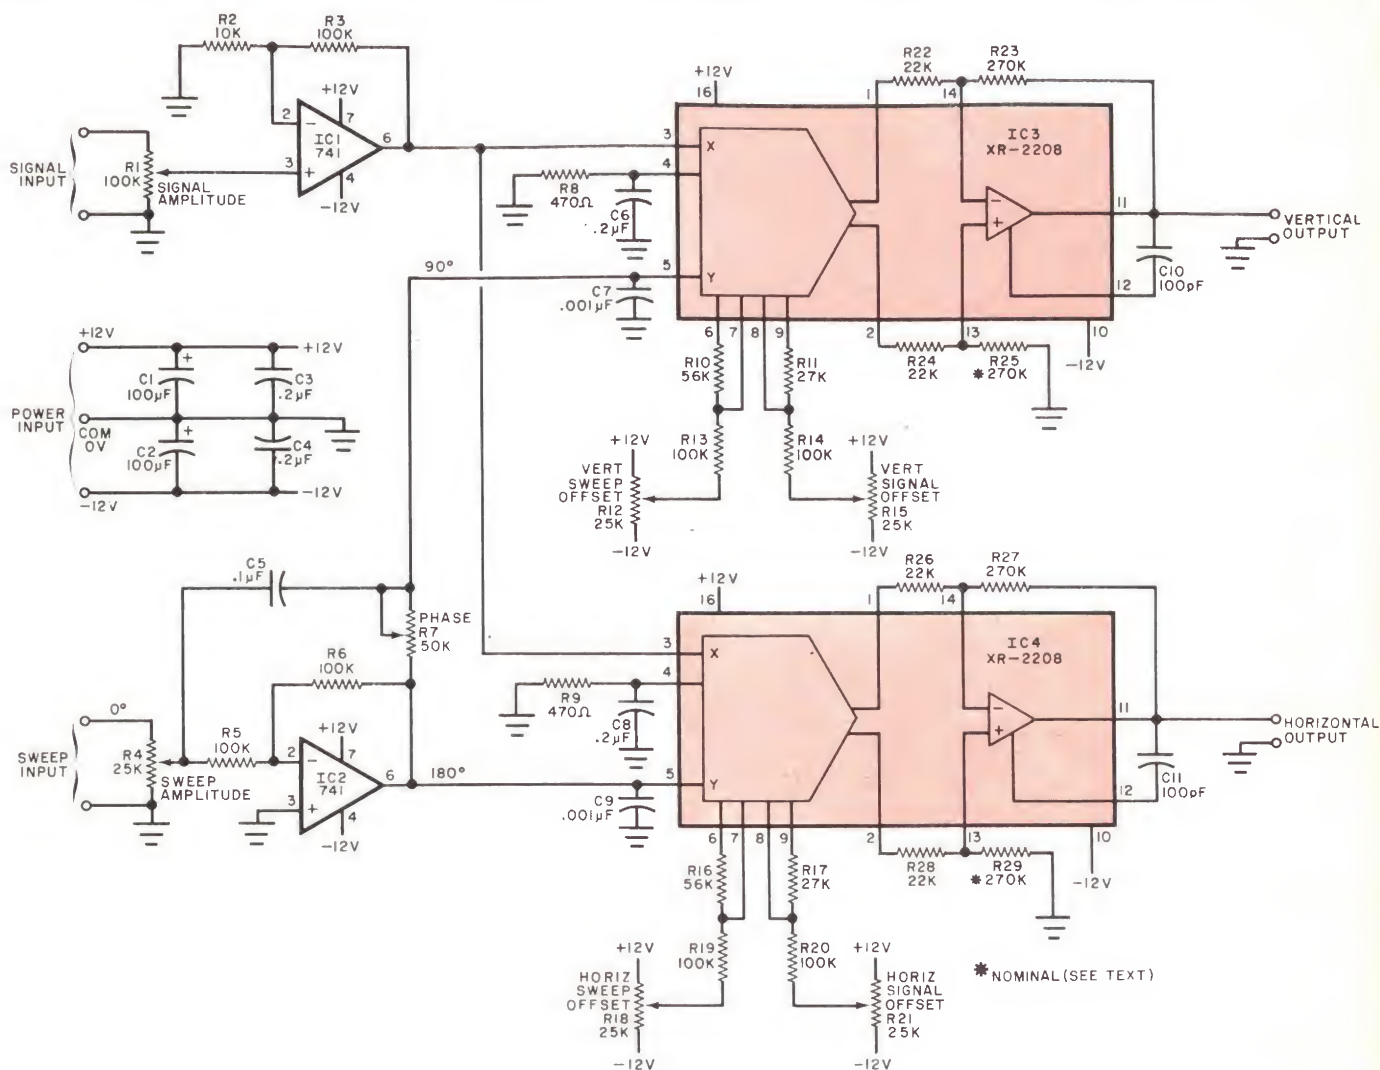 R2
10K
R3
100K
+12V
7
2
−
IC1
741
6
3
+
4
−12V
SIGNAL
INPUT
R1
100K
SIGNAL
AMPLITUDE
+12V
16
R22
22K
R23
270K
1
14
IC3
XR-2208
3
X
4
R8
470Ω
C6
.2µF
90°
5
Y
C7
.001µF
−
+
11
VERTICAL
OUTPUT
C10
100pF
12
6
7
8
9
2
13
10
−12V
R24
22K
R25
* 270K
R10
56K
R11
27K
R13
100K
R14
100K
+12V
VERT
SWEEP
OFFSET
R12
25K
−12V
+12V
VERT
SIGNAL
OFFSET
R15
25K
−12V
+12V
+12V
+
C1
100µF
C3
.2µF
POWER
INPUT
COM
0V
+
C2
100µF
C4
.2µF
−12V
−12V
C5
.1µF
PHASE
R7
50K
R6
100K
0°
SWEEP
INPUT
R4
25K
SWEEP
AMPLITUDE
R5
100K
+12V
7
2
−
IC2
741
6
180°
3
+
4
−12V
+12V
16
R26
22K
R27
270K
1
14
IC4
XR-2208
3
X
4
R9
470Ω
C8
.2µF
5
Y
C9
.001µF
−
+
11
HORIZONTAL
OUTPUT
C11
100pF
12
6
7
8
9
2
13
10
−12V
R28
22K
R29
* 270K
R16
56K
R17
27K
R19
100K
R20
100K
+12V
HORIZ
SWEEP
OFFSET
R18
25K
−12V
+12V
HORIZ
SIGNAL
OFFSET
R21
25K
−12V
* NOMINAL (SEE TEXT)